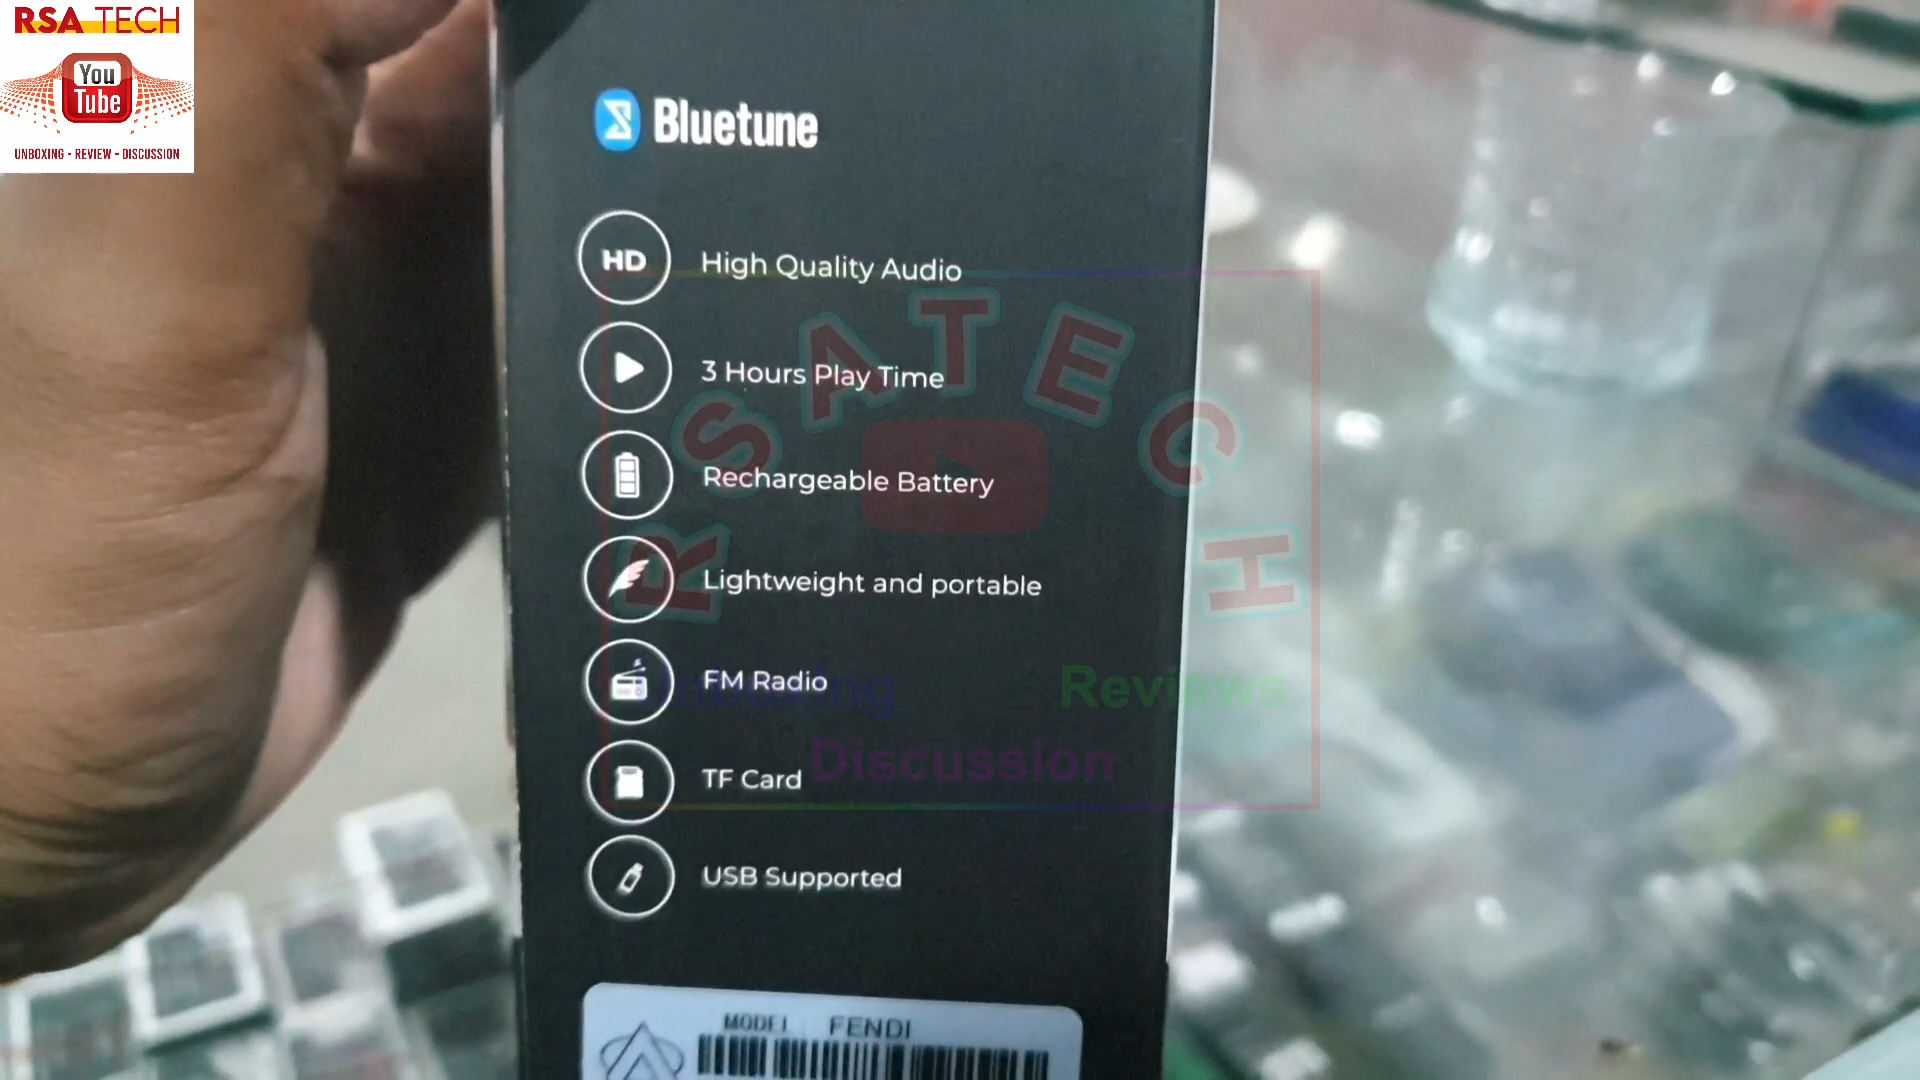 RSA TECH
You
Tube
UNBOXING - REVIEW - DISCUSSION
Bluetune
HD
High Quality Audio
3 Hours Play Time
Rechargeable Battery
Lightweight and portable
FM Radio
TF Card
USB Supported
MODEL FENDI
RSA TECH
Unboxing Reviews
Discussion